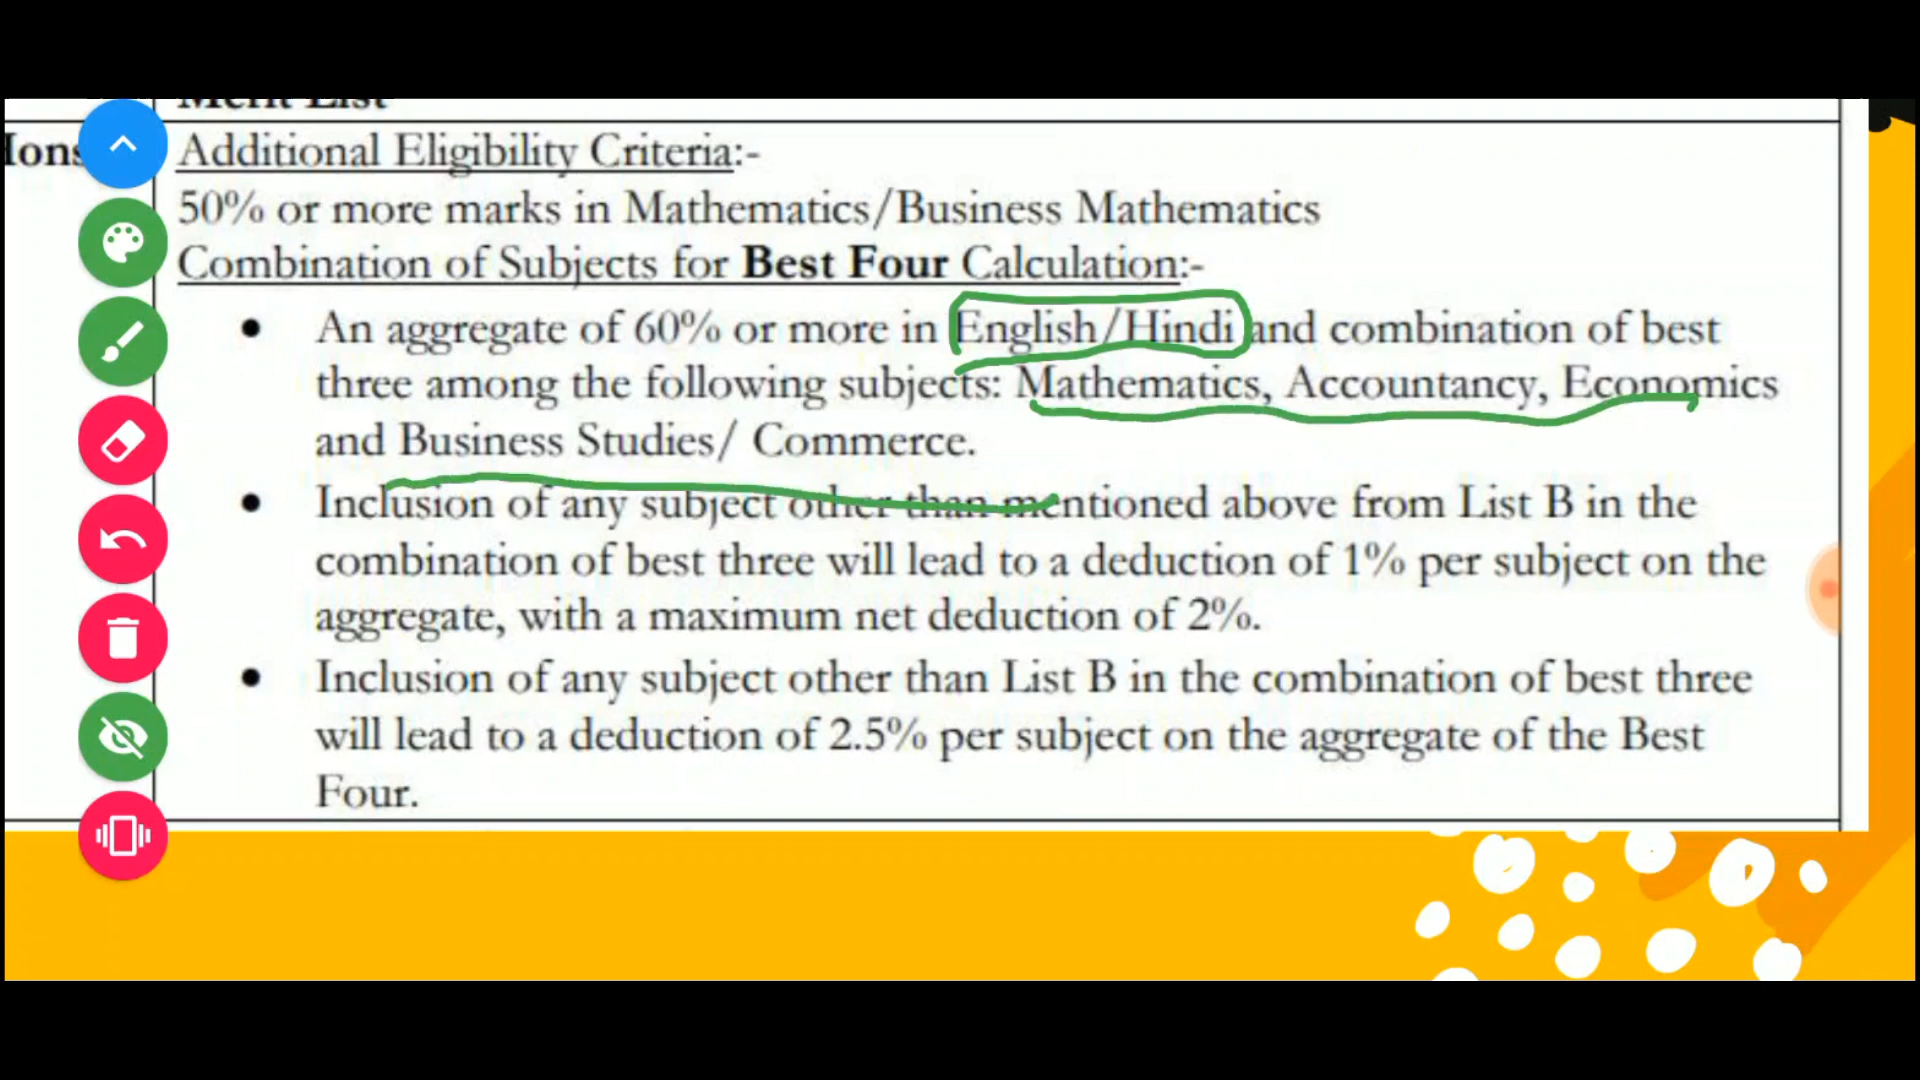 Merit List
Additional Eligibility Criteria:-
50% or more marks in Mathematics/Business Mathematics
Combination of Subjects for Best Four Calculation:-
• An aggregate of 60% or more in English/Hindi and combination of best
three among the following subjects: Mathematics, Accountancy, Economics
and Business Studies/ Commerce.
• Inclusion of any subject other than mentioned above from List B in the
combination of best three will lead to a deduction of 1% per subject on the
aggregate, with a maximum net deduction of 2%.
• Inclusion of any subject other than List B in the combination of best three
will lead to a deduction of 2.5% per subject on the aggregate of the Best
Four.